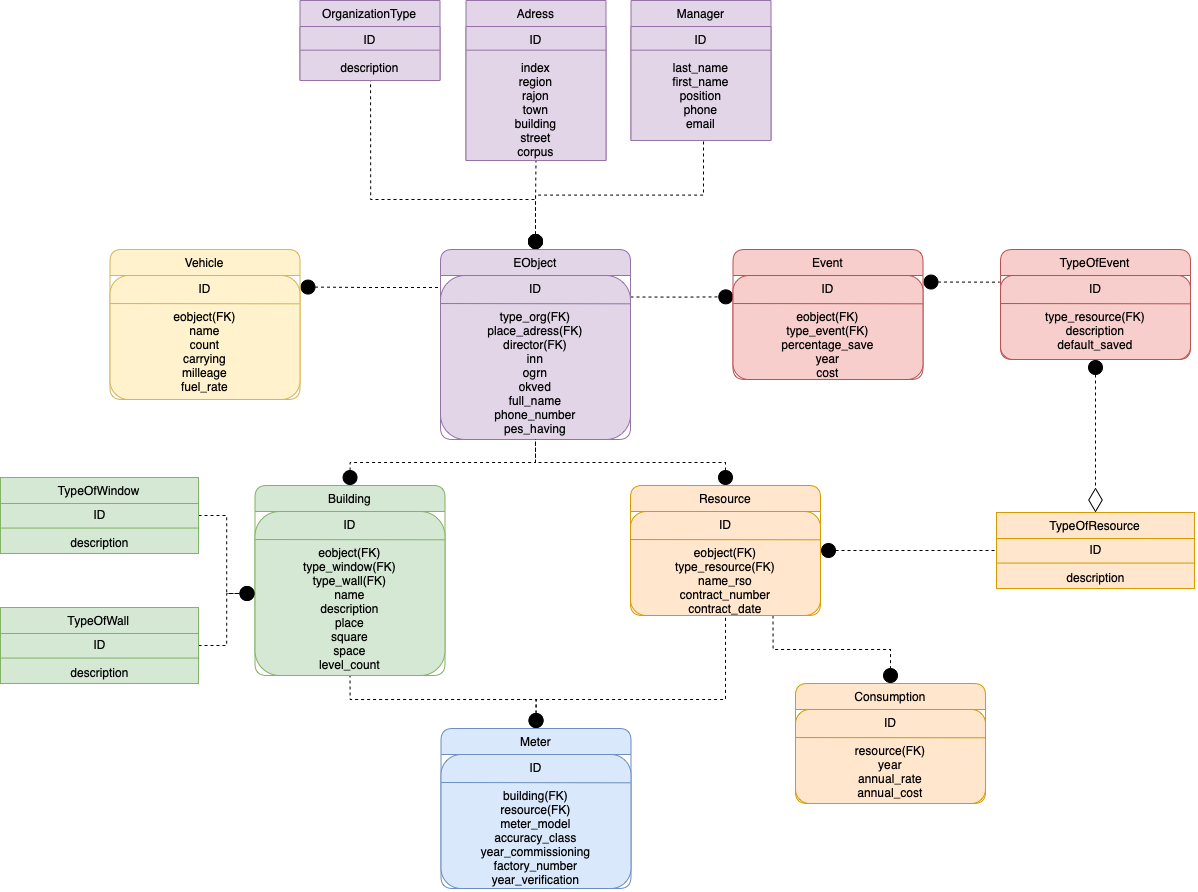 OrganizationType
ID
description
Adress
ID
index
region
rajon
town
building
street
corpus
Manager
ID
last_name
first_name
position
phone
email
Vehicle
ID
eobject(FK)
name
count
carrying
milleage
fuel_rate
EObject
ID
type_org(FK)
place_adress(FK)
director(FK)
inn
ogrn
okved
full_name
phone_number
pes_having
Event
ID
eobject(FK)
type_event(FK)
percentage_save
year
cost
TypeOfEvent
ID
type_resource(FK)
description
default_saved
TypeOfWindow
ID
description
TypeOfWall
ID
description
Building
ID
eobject(FK)
type_window(FK)
type_wall(FK)
name
description
place
square
space
level_count
Resource
ID
eobject(FK)
type_resource(FK)
name_rso
contract_number
contract_date
TypeOfResource
ID
description
Consumption
ID
resource(FK)
year
annual_rate
annual_cost
Meter
ID
building(FK)
resource(FK)
meter_model
accuracy_class
year_commissioning
factory_number
year_verification